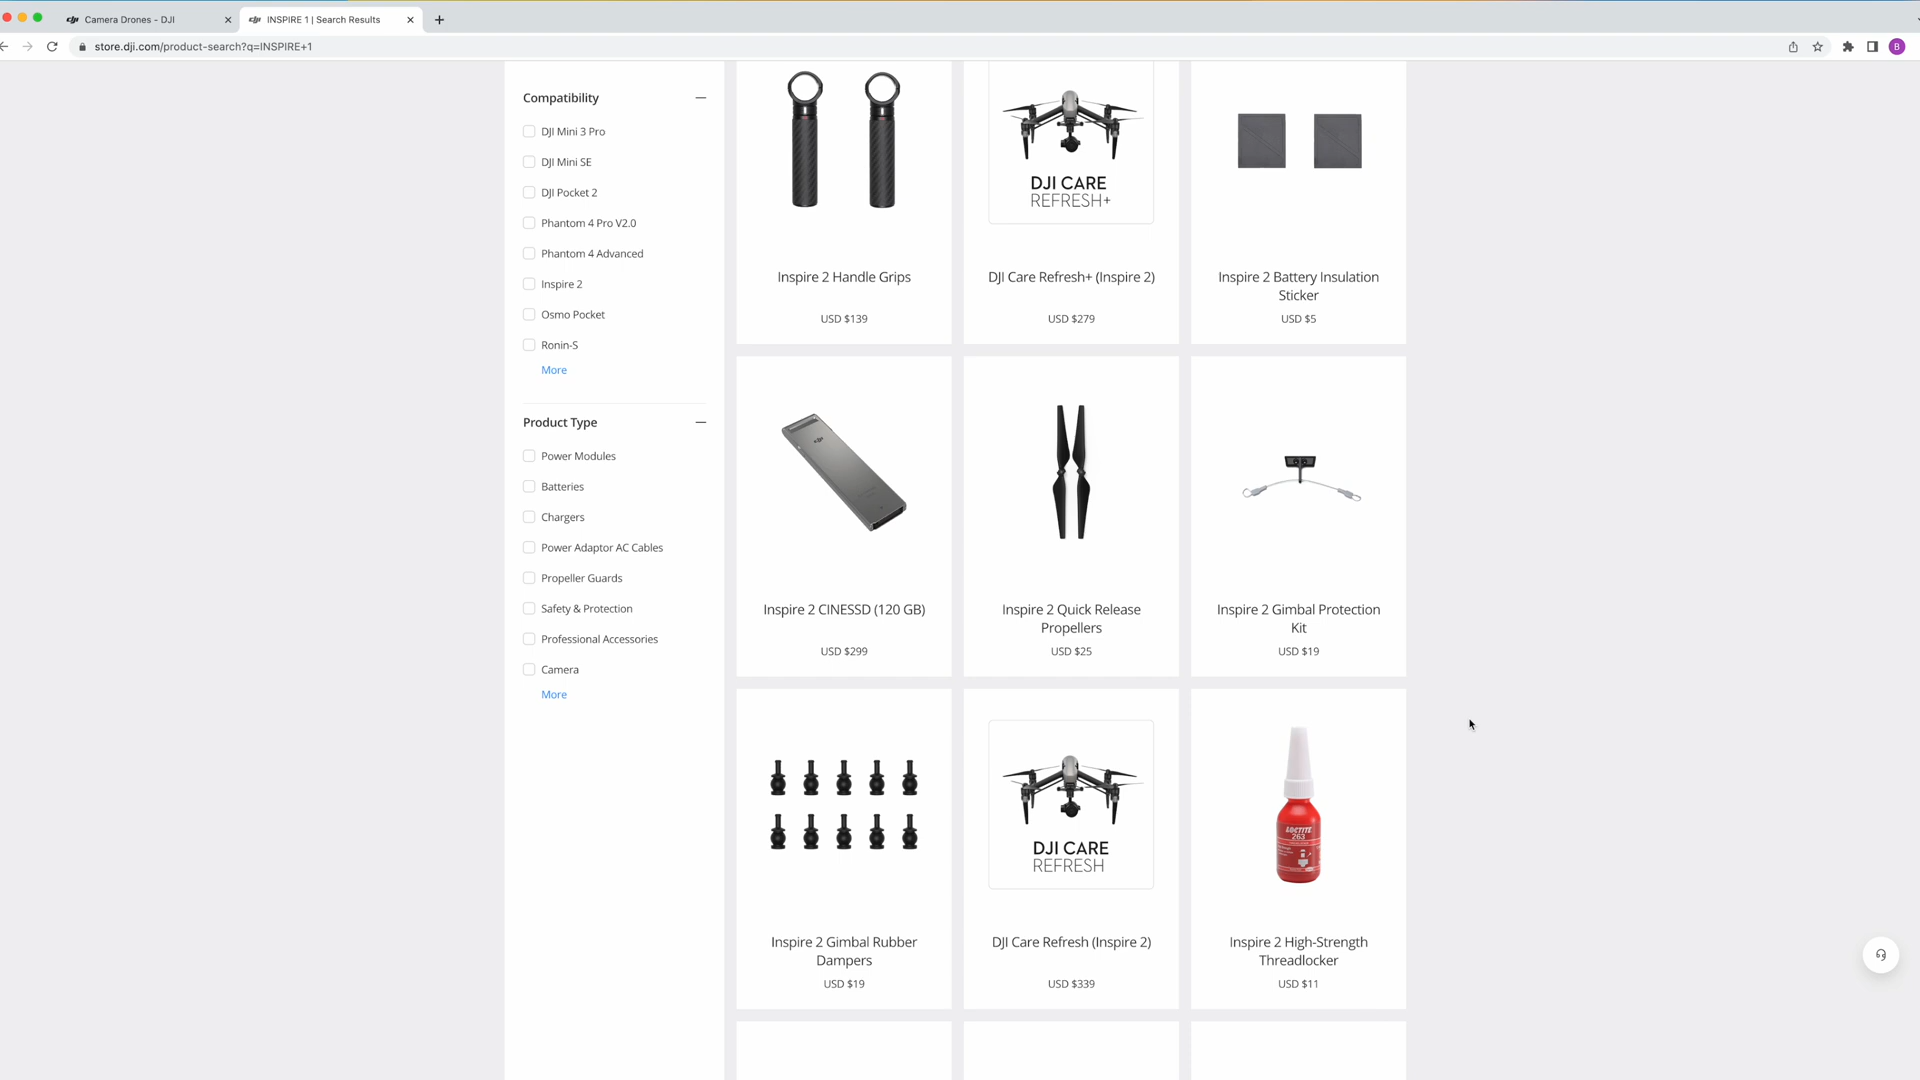 Camera Drones - DJI
INSPIRE 1 | Search Results
store.dji.com/product-search?q=INSPIRE+1
B
Compatibility
DJI Mini 3 Pro
DJI Mini SE
DJI Pocket 2
Phantom 4 Pro V2.0
Phantom 4 Advanced
Inspire 2
Osmo Pocket
Ronin-S
More
Product Type
Power Modules
Batteries
Chargers
Power Adaptor AC Cables
Propeller Guards
Safety & Protection
Professional Accessories
Camera
More
Inspire 2 Handle Grips
USD $139
DJI CARE
REFRESH+
DJI Care Refresh+ (Inspire 2)
USD $279
Inspire 2 Battery Insulation
Sticker
USD $5
Inspire 2 CINESSD (120 GB)
USD $299
Inspire 2 Quick Release
Propellers
USD $25
Inspire 2 Gimbal Protection
Kit
USD $19
Inspire 2 Gimbal Rubber
Dampers
USD $19
DJI CARE
REFRESH
DJI Care Refresh (Inspire 2)
USD $339
LOCTITE
263
Inspire 2 High-Strength
Threadlocker
USD $11